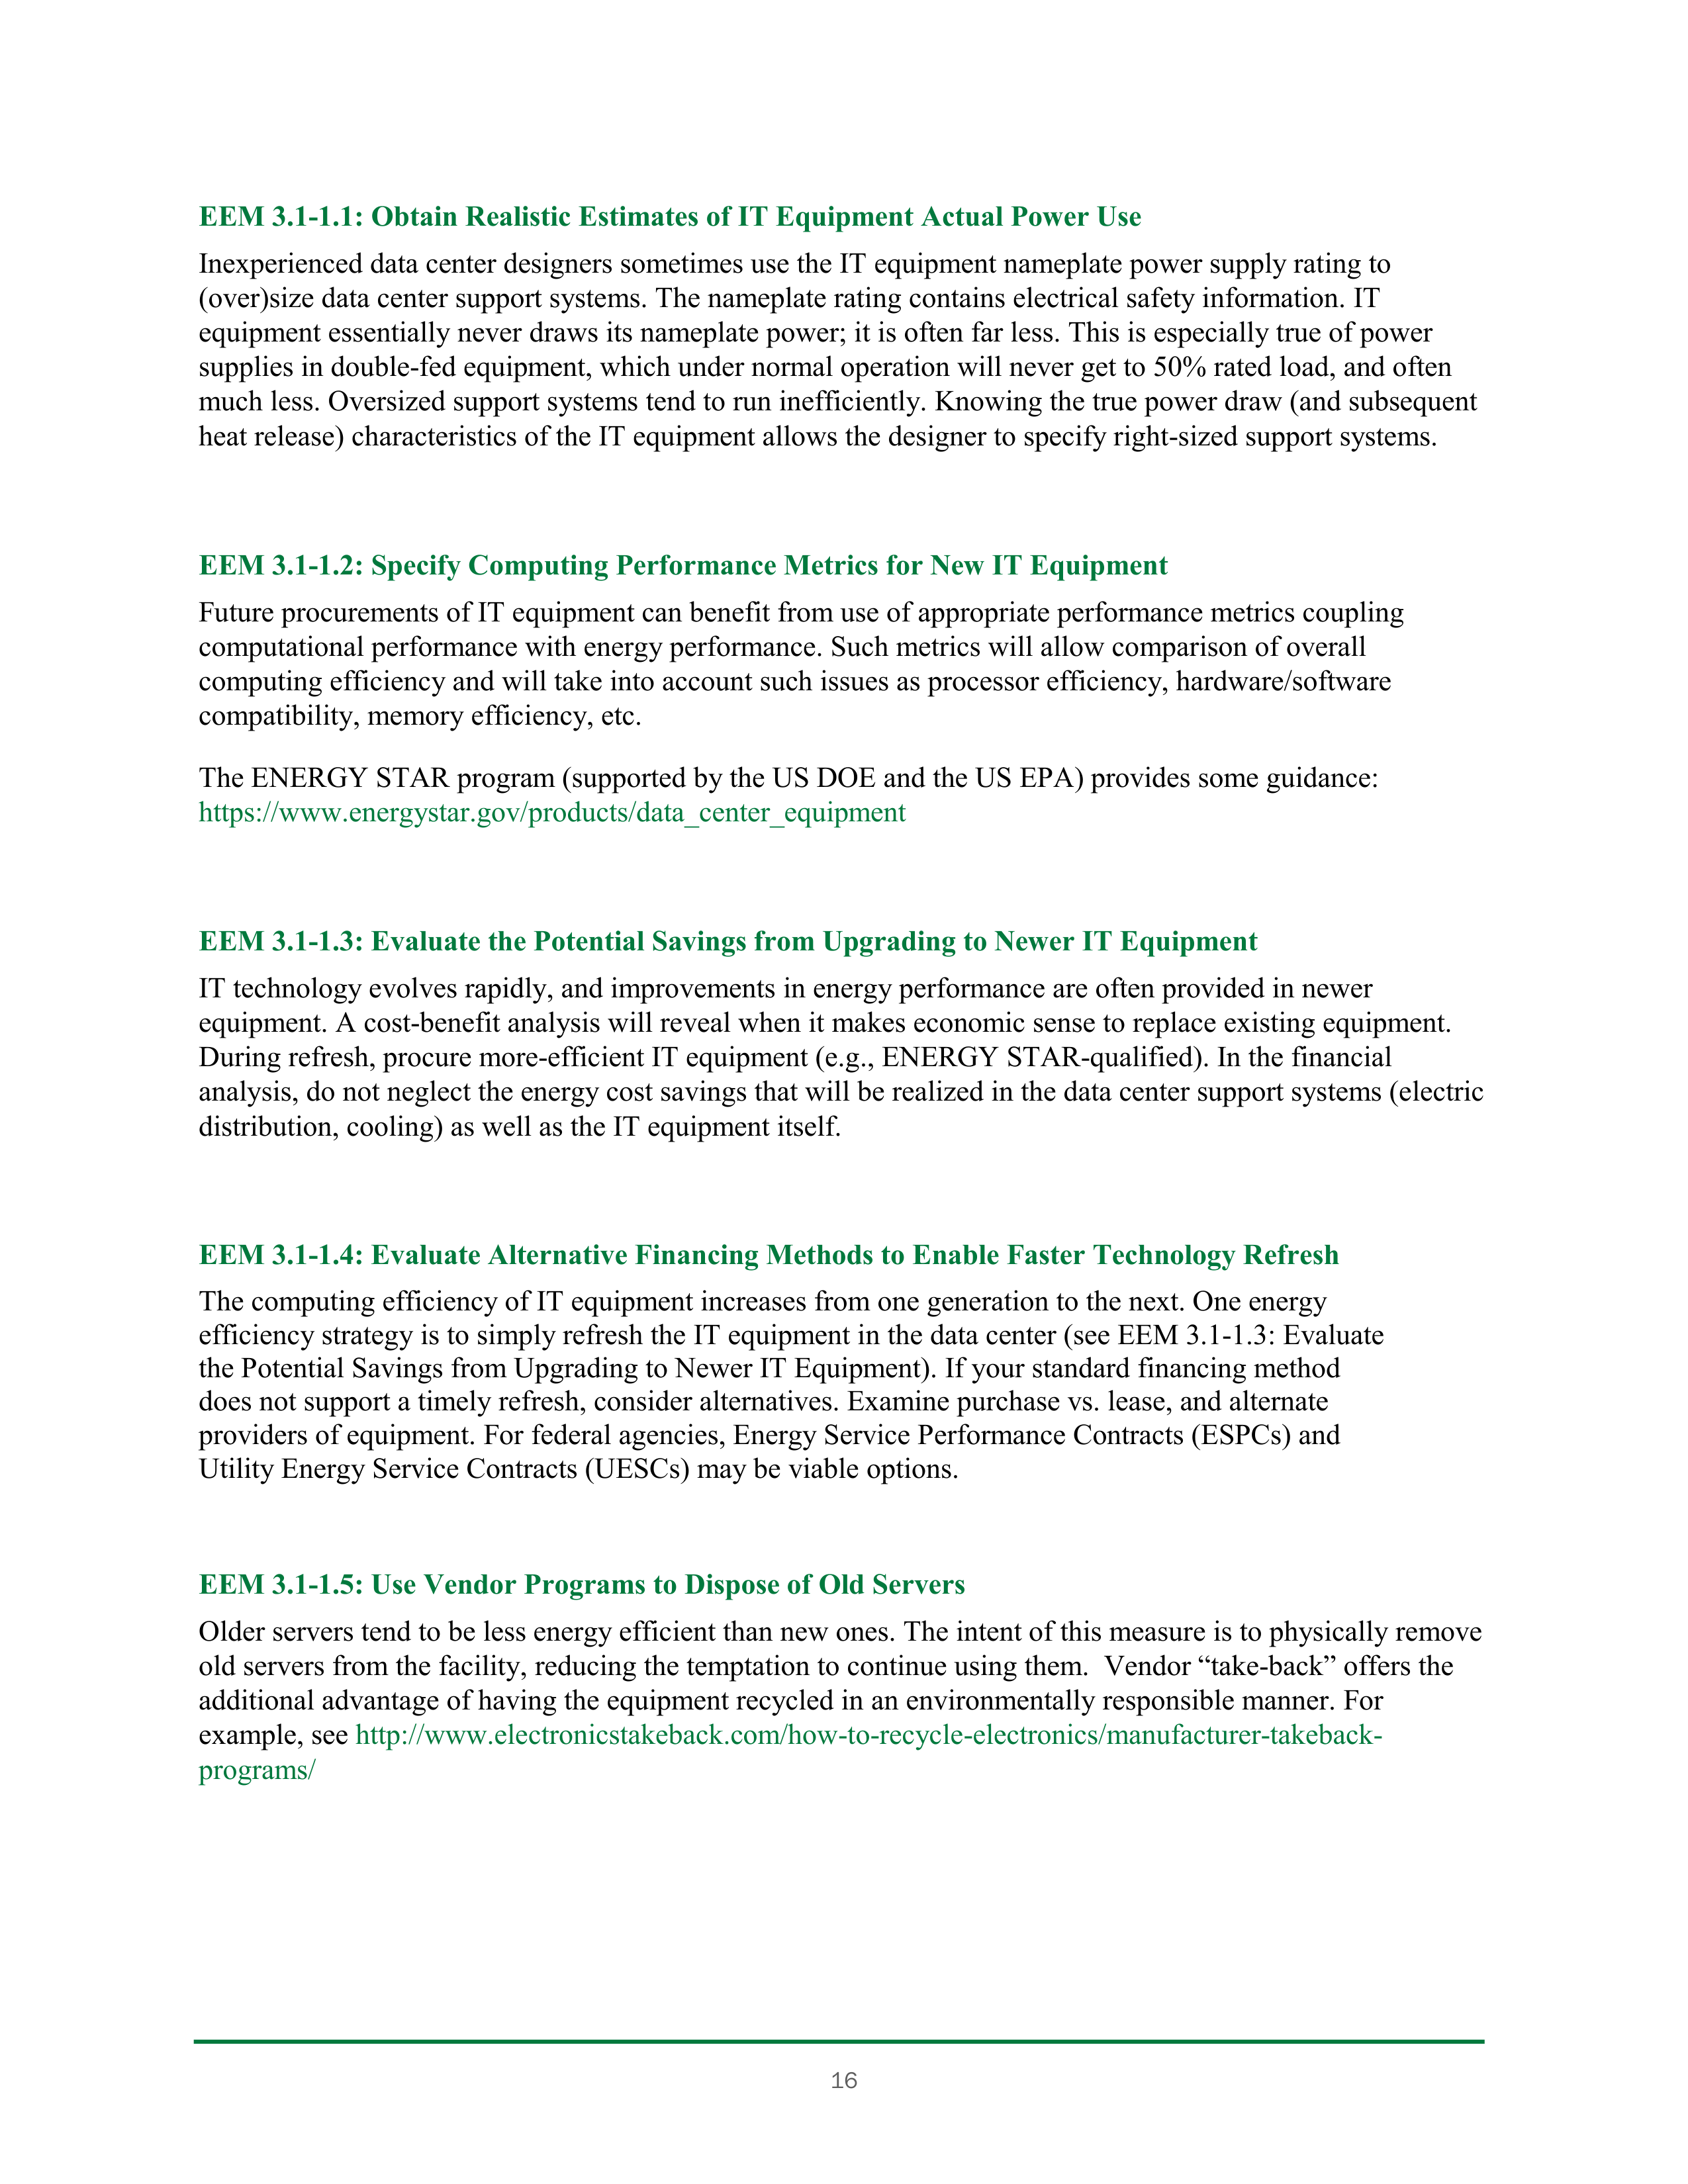 EEM 3.1-1.1: Obtain Realistic Estimates of IT Equipment Actual Power Use
Inexperienced data center designers sometimes use the IT equipment nameplate power supply rating to
(over)size data center support systems. The nameplate rating contains electrical safety information. IT
equipment essentially never draws its nameplate power; it is often far less. This is especially true of power
supplies in double-fed equipment, which under normal operation will never get to 50% rated load, and often
much less. Oversized support systems tend to run inefficiently. Knowing the true power draw (and subsequent
heat release) characteristics of the IT equipment allows the designer to specify right-sized support systems.
EEM 3.1-1.2: Specify Computing Performance Metrics for New IT Equipment
Future procurements of IT equipment can benefit from use of appropriate performance metrics coupling
computational performance with energy performance. Such metrics will allow comparison of overall
computing efficiency and will take into account such issues as processor efficiency, hardware/software
compatibility, memory efficiency, etc.
The ENERGY STAR program (supported by the US DOE and the US EPA) provides some guidance:
https://www.energystar.gov/products/data_center_equipment
EEM 3.1-1.3: Evaluate the Potential Savings from Upgrading to Newer IT Equipment
IT technology evolves rapidly, and improvements in energy performance are often provided in newer
equipment. A cost-benefit analysis will reveal when it makes economic sense to replace existing equipment.
During refresh, procure more-efficient IT equipment (e.g., ENERGY STAR-qualified). In the financial
analysis, do not neglect the energy cost savings that will be realized in the data center support systems (electric
distribution, cooling) as well as the IT equipment itself.
EEM 3.1-1.4: Evaluate Alternative Financing Methods to Enable Faster Technology Refresh
The computing efficiency of IT equipment increases from one generation to the next. One energy
efficiency strategy is to simply refresh the IT equipment in the data center (see EEM 3.1-1.3: Evaluate
the Potential Savings from Upgrading to Newer IT Equipment). If your standard financing method
does not support a timely refresh, consider alternatives. Examine purchase vs. lease, and alternate
providers of equipment. For federal agencies, Energy Service Performance Contracts (ESPCs) and
Utility Energy Service Contracts (UESCs) may be viable options.
EEM 3.1-1.5: Use Vendor Programs to Dispose of Old Servers
Older servers tend to be less energy efficient than new ones. The intent of this measure is to physically remove
old servers from the facility, reducing the temptation to continue using them.  Vendor “take-back” offers the
additional advantage of having the equipment recycled in an environmentally responsible manner. For
example, see http://www.electronicstakeback.com/how-to-recycle-electronics/manufacturer-takeback-
programs/
16